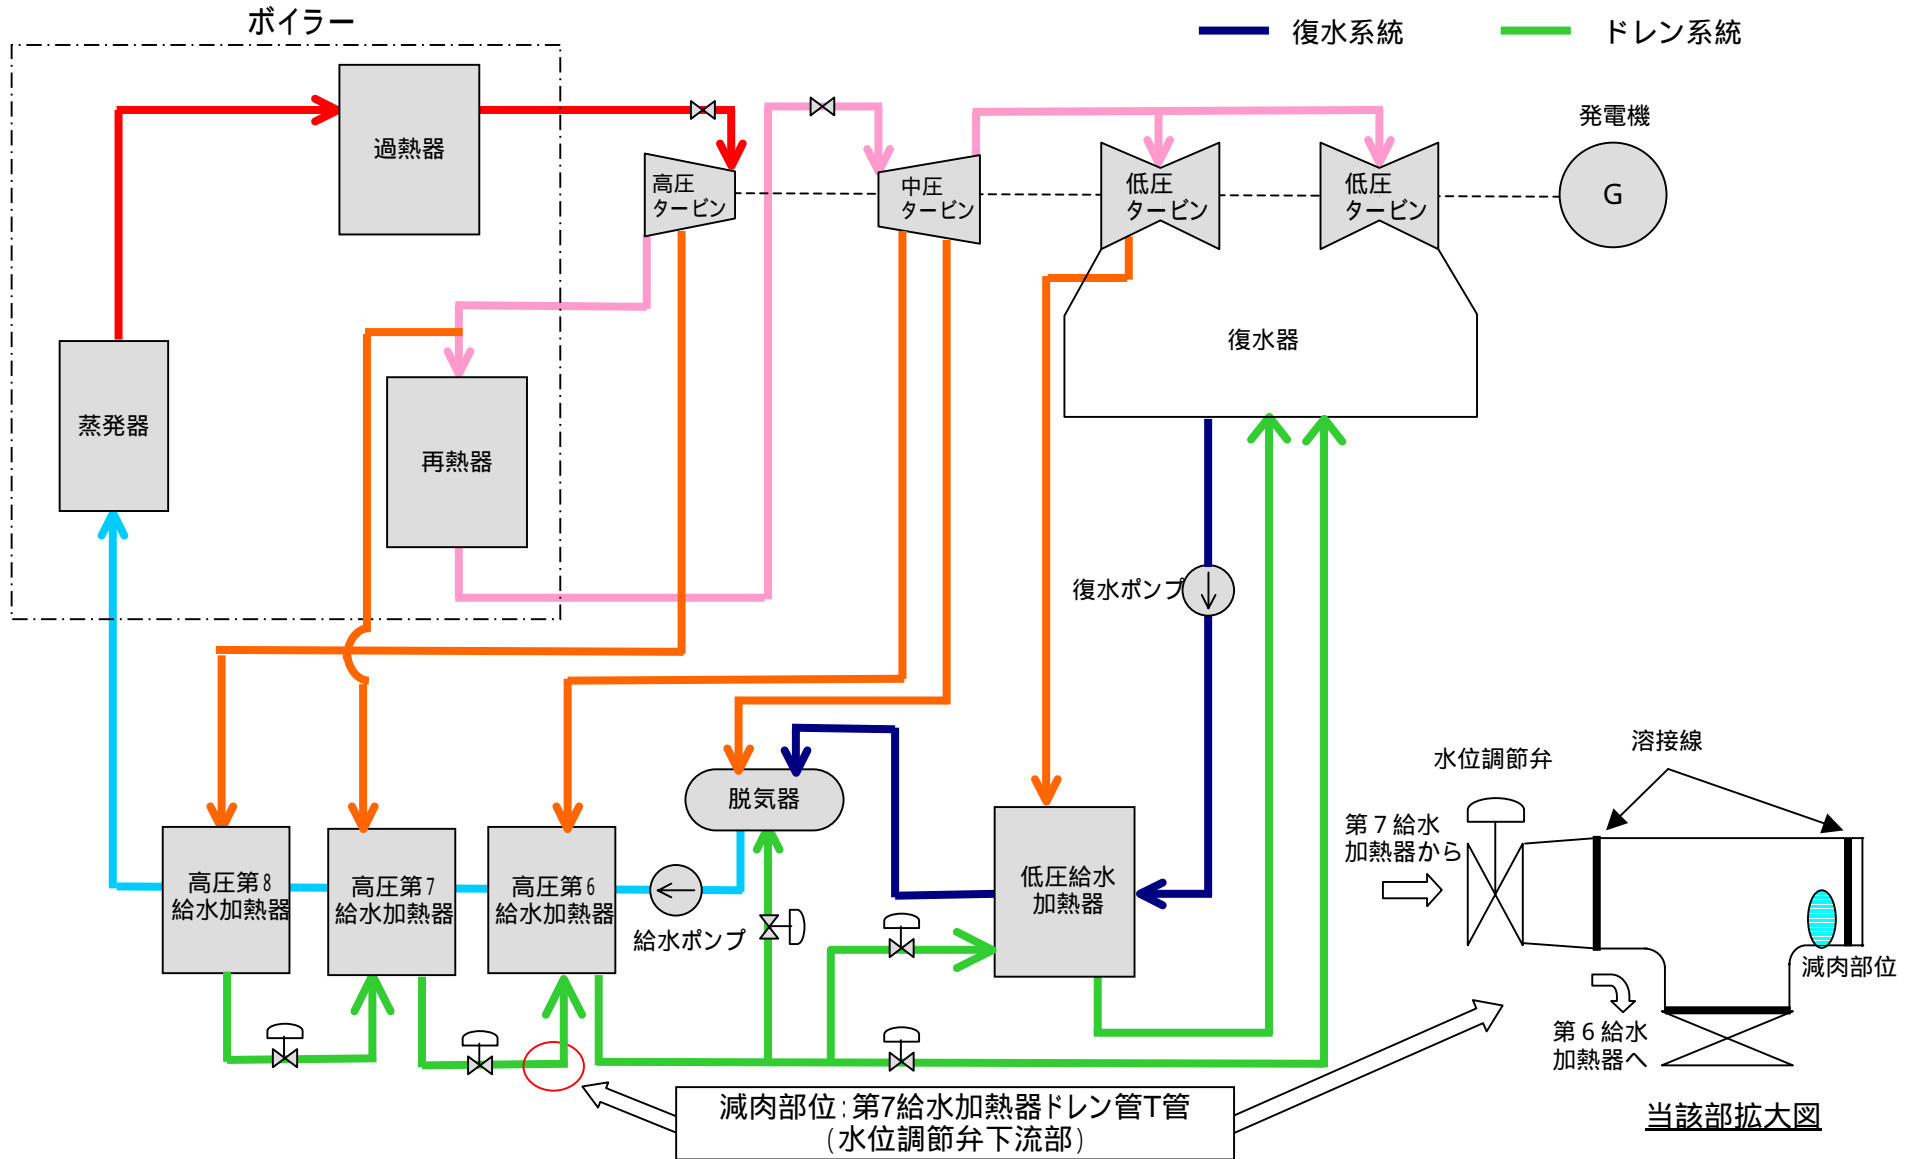 ボイラー
復水系統
ドレン系統
過熱器
高圧
タービン
中圧
タービン
低圧
タービン
低圧
タービン
発電機
G
蒸発器
再熱器
復水器
復水ポンプ
脱気器
高圧第8
給水加熱器
高圧第7
給水加熱器
高圧第6
給水加熱器
給水ポンプ
低圧給水
加熱器
水位調節弁
溶接線
第7給水
加熱器から
減肉部位
第6給水
加熱器へ
当該部拡大図
減肉部位:第7給水加熱器ドレン管T管
(水位調節弁下流部)